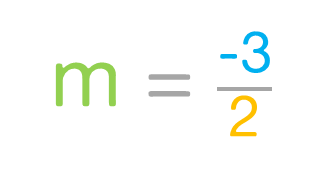 m = -3/2